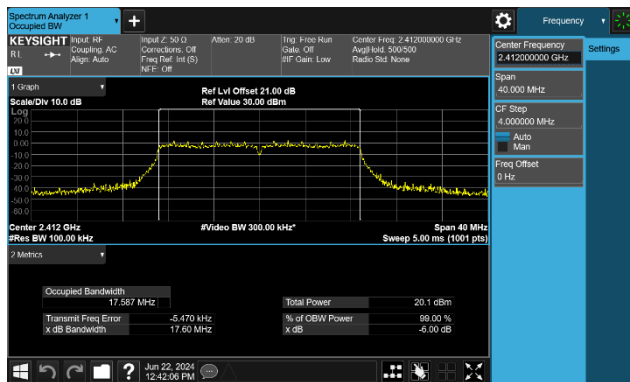 Spectrum Analyzer 1
Occupied BW
Frequency
KEYSIGHT
Input: RF
Coupling: AC
Align: Auto
Input Z: 50 Ω
Corrections: Off
Freq Ref: Int (S)
NFE: Off
Atten: 20 dB
Trig: Free Run
Gate: Off
#IF Gain: Low
Center Freq: 2.412000000 GHz
Avg|Hold: 500/500
Radio Std: None
RL
LXI
Center Frequency
2.412000000 GHz
Settings
Span
40.000 MHz
CF Step
4.000000 MHz
Auto
Man
Freq Offset
0 Hz
1 Graph
Scale/Div 10.0 dB
Ref Lvl Offset 21.00 dB
Ref Value 30.00 dBm
Log
20.0
10.0
0.00
-10.0
-20.0
-30.0
-40.0
-50.0
-60.0
Center 2.412 GHz
#Video BW 300.00 kHz*
Span 40 MHz
#Res BW 100.00 kHz
Sweep 5.00 ms (1001 pts)
2 Metrics
Occupied Bandwidth
17.587 MHz
Total Power 20.1 dBm
Transmit Freq Error -5.470 kHz
% of OBW Power 99.00 %
x dB Bandwidth 17.60 MHz
x dB -6.00 dB
?
Jun 22, 2024
12:42:06 PM